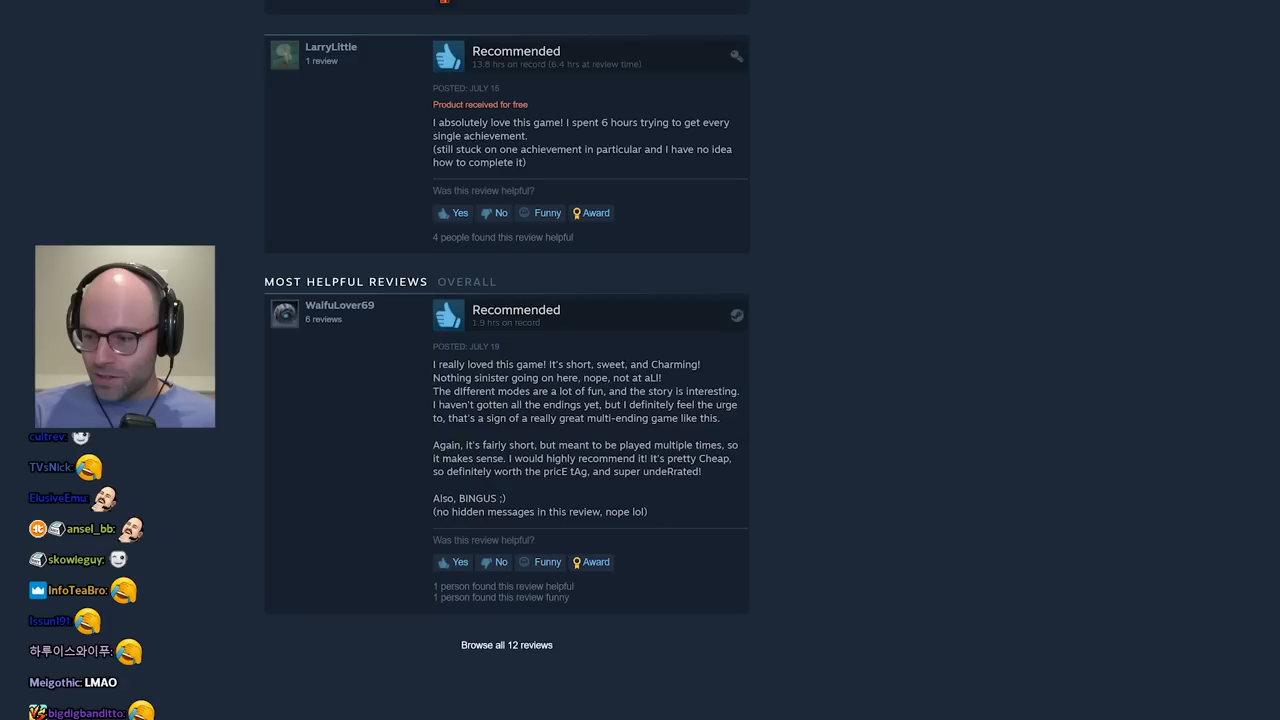 LarryLittie
1 review
Recommended
13.8 hrs on record (6.4 hrs at review time)
POSTED: JULY 15
Product received for free
I absolutely love this game! I spent 6 hours trying to get every
single achievement.
(still stuck on one achievement in particular and I have no idea
how to complete it)
Was this review helpful?
Yes
No
Funny
Award
4 people found this review helpful
MOST HELPFUL REVIEWS OVERALL
WaifuLover69
6 reviews
Recommended
1.9 hrs on record
POSTED: JULY 19
I really loved this game! It's short, sweet, and Charming!
Nothing sinister going on here, nope, not at aLl!
The different modes are a lot of fun, and the story is interesting.
I haven't gotten all the endings yet, but I definitely feel the urge
to, that's a sign of a really great multi-ending game like this.
Again, it's fairly short, but meant to be played multiple times, so
it makes sense. I would highly recommend it! It's pretty Cheap,
so definitely worth the pricE tAg, and super undeRrated!
Also, BINGUS ;)
(no hidden messages in this review, nope lol)
Was this review helpful?
Yes
No
Funny
Award
1 person found this review helpful
1 person found this review funny
Browse all 12 reviews
cultrev:
TVsNick:
ElusiveEmu:
ansel_bb:
skowleguy:
InfoTeaBro:
Issun191:
하루이스와이푸:
Meigothic: LMAO
bigdigbanditto: